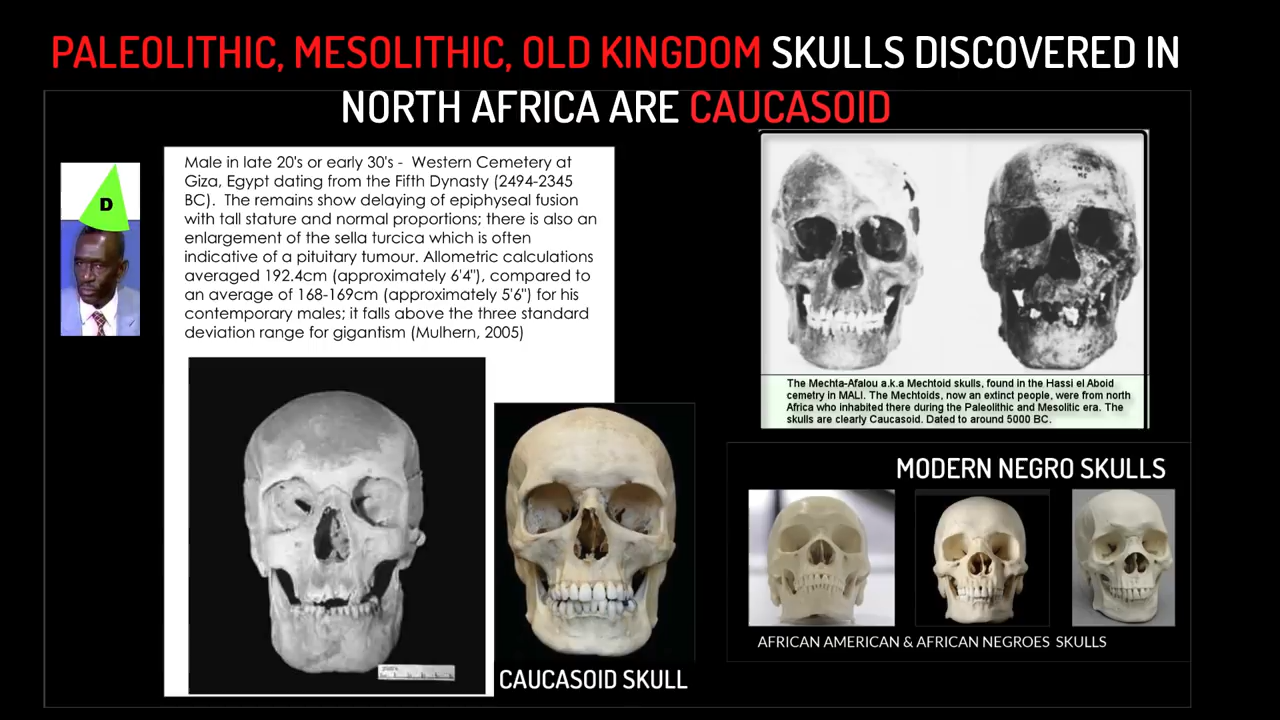 PALEOLITHIC, MESOLITHIC, OLD KINGDOM SKULLS DISCOVERED IN
NORTH AFRICA ARE CAUCASOID
D
Male in late 20's or early 30's - Western Cemetery at
Giza, Egypt dating from the Fifth Dynasty (2494-2345
BC). The remains show delaying of epiphyseal fusion
with tall stature and normal proportions; there is also an
enlargement of the sella turcica which is often
indicative of a pituitary tumour. Allometric calculations
averaged 192.4cm (approximately 6'4"), compared to
an average of 168-169cm (approximately 5'6") for his
contemporary males; it falls above the three standard
deviation range for gigantism (Mulhern, 2005)
CAUCASOID SKULL
The Mechta-Afalou a.k.a Mechtoid skulls, found in the Hassi el Aboid
cemetry in MALI. The Mechtoids, now an extinct people, were from north
Africa who inhabited there during the Paleolithic and Mesolitic era. The
skulls are clearly Caucasoid. Dated to around 5000 BC.
MODERN NEGRO SKULLS
AFRICAN AMERICAN & AFRICAN NEGROES SKULLS